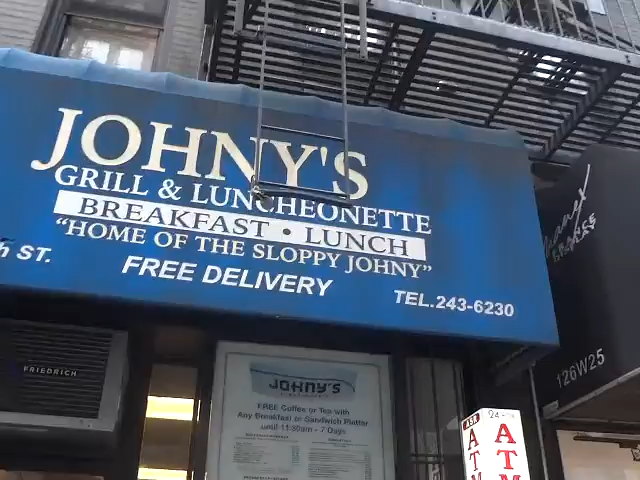 JOHNY'S
GRILL & LUNCHEONETTE
BREAKFAST • LUNCH
"HOME OF THE SLOPPY JOHNY"
ST.
FREE DELIVERY
TEL.243-6230
FRIEDRICH
JOHNY'S
FREE Coffee or Tea with
Any Breakfast or Sandwich Platter
until 11:30am - 7 Days
ATM
ATM
126W25